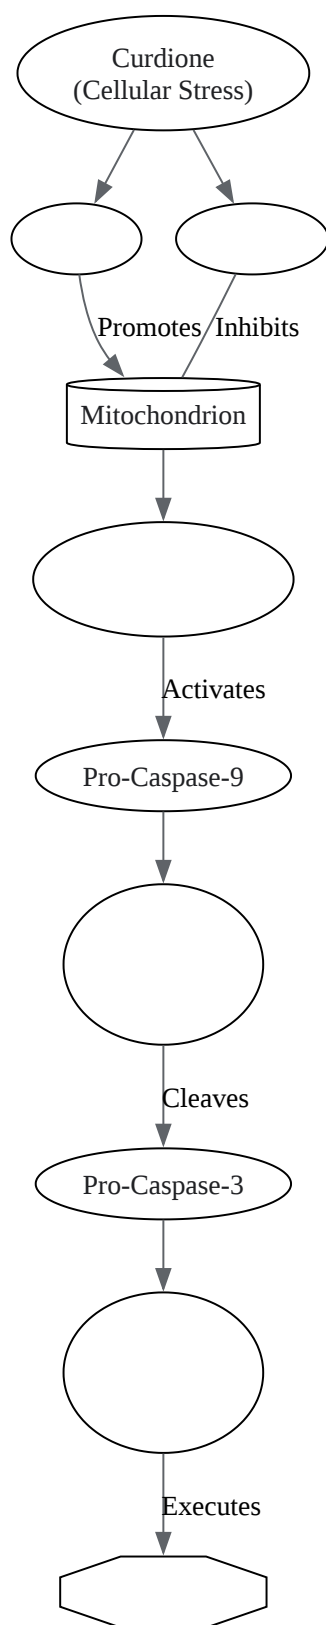 Curdione
(Cellular Stress)
Promotes
Inhibits
Mitochondrion
Activates
Pro-Caspase-9
Cleaves
Pro-Caspase-3
Executes